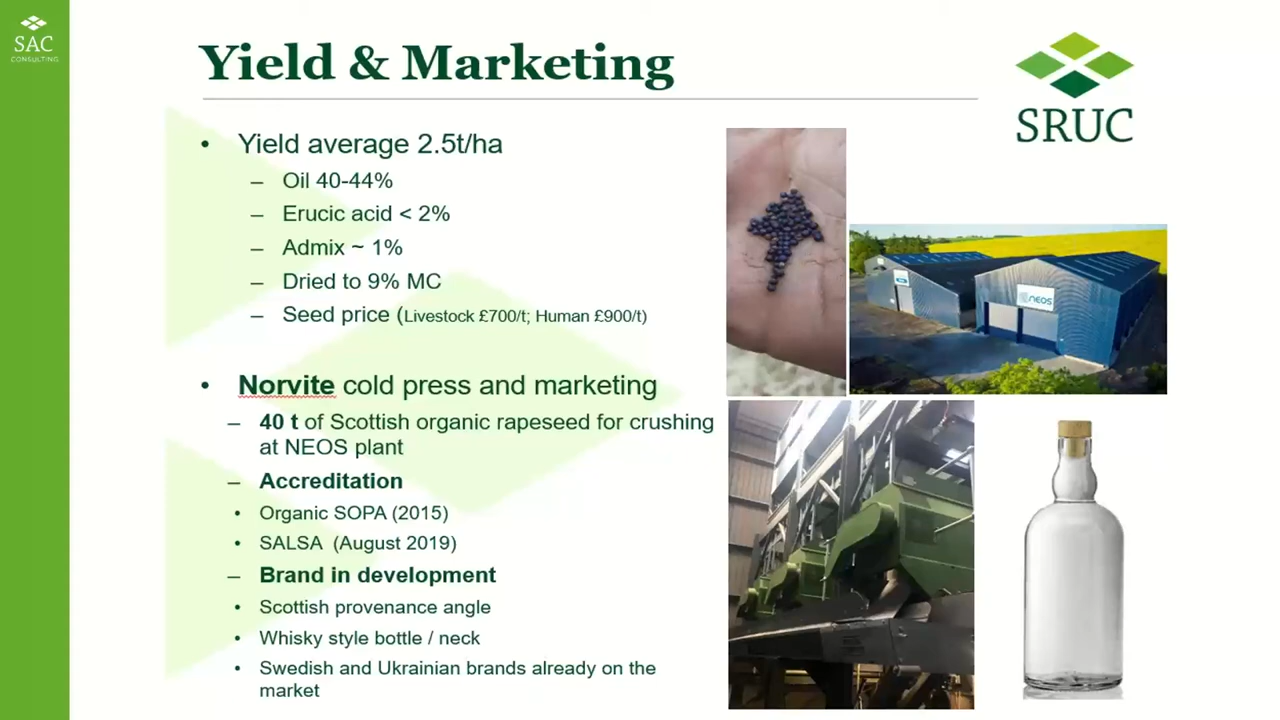 SAC
CONSULTING
Yield & Marketing
SRUC
• Yield average 2.5t/ha
– Oil 40-44%
– Erucic acid < 2%
– Admix ~ 1%
– Dried to 9% MC
– Seed price (Livestock £700/t; Human £900/t)
• Norvite cold press and marketing
– 40 t of Scottish organic rapeseed for crushing
at NEOS plant
– Accreditation
• Organic SOPA (2015)
• SALSA (August 2019)
– Brand in development
• Scottish provenance angle
• Whisky style bottle / neck
• Swedish and Ukrainian brands already on the
market
NEOS